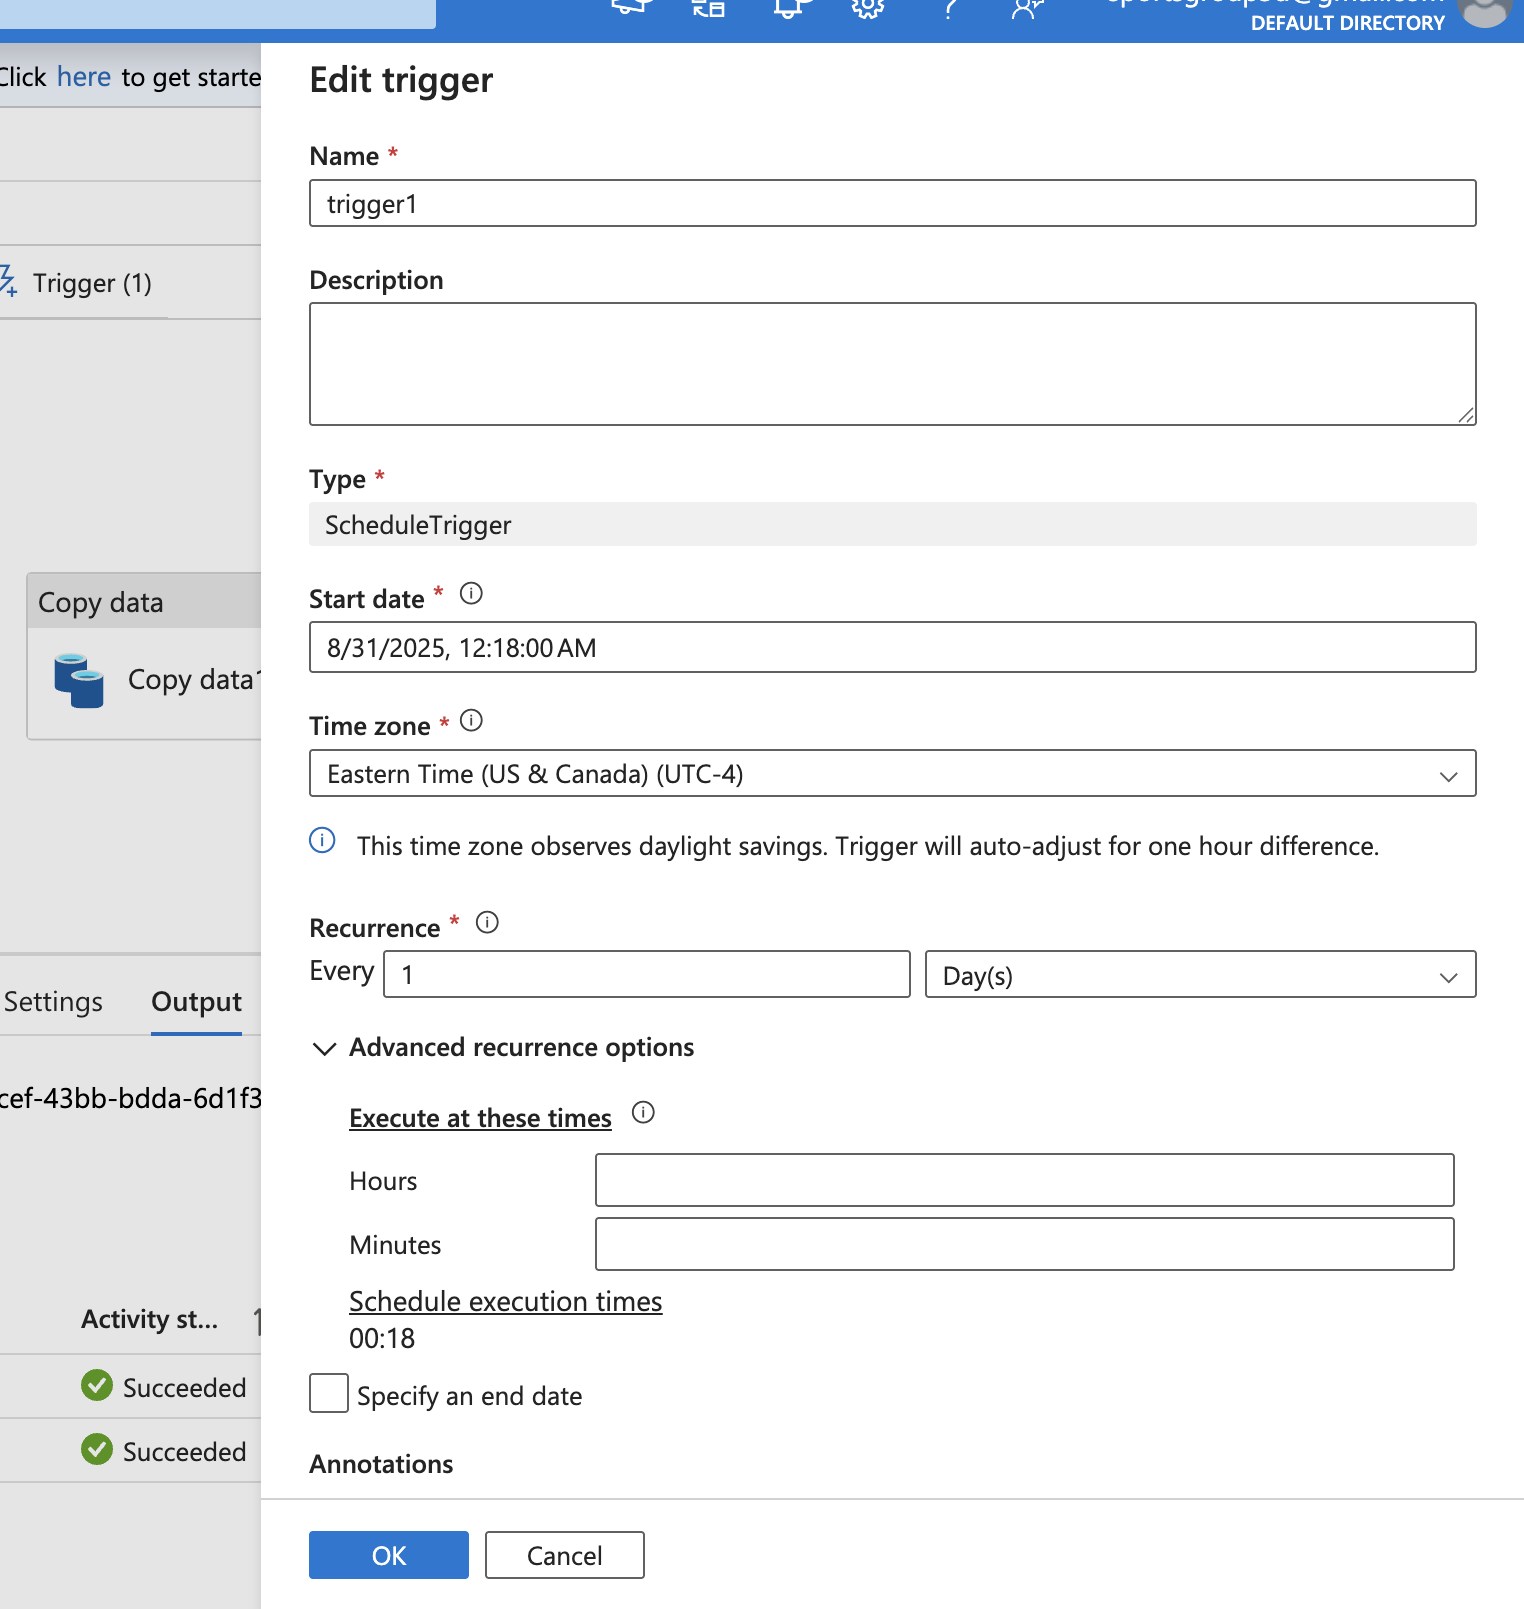 DEFAULT DIRECTORY
Click here to get starte
Trigger (1)
Copy data
Copy data1
Settings
Output
cef-43bb-bdda-6d1f3
Activity st...
Succeeded
Succeeded
Edit trigger
Name *
trigger1
Description
Type *
ScheduleTrigger
Start date *
8/31/2025, 12:18:00 AM
Time zone *
Eastern Time (US & Canada) (UTC-4)
This time zone observes daylight savings. Trigger will auto-adjust for one hour difference.
Recurrence *
Every 1 Day(s)
Advanced recurrence options
Execute at these times
Hours
Minutes
Schedule execution times
00:18
Specify an end date
Annotations
OK
Cancel